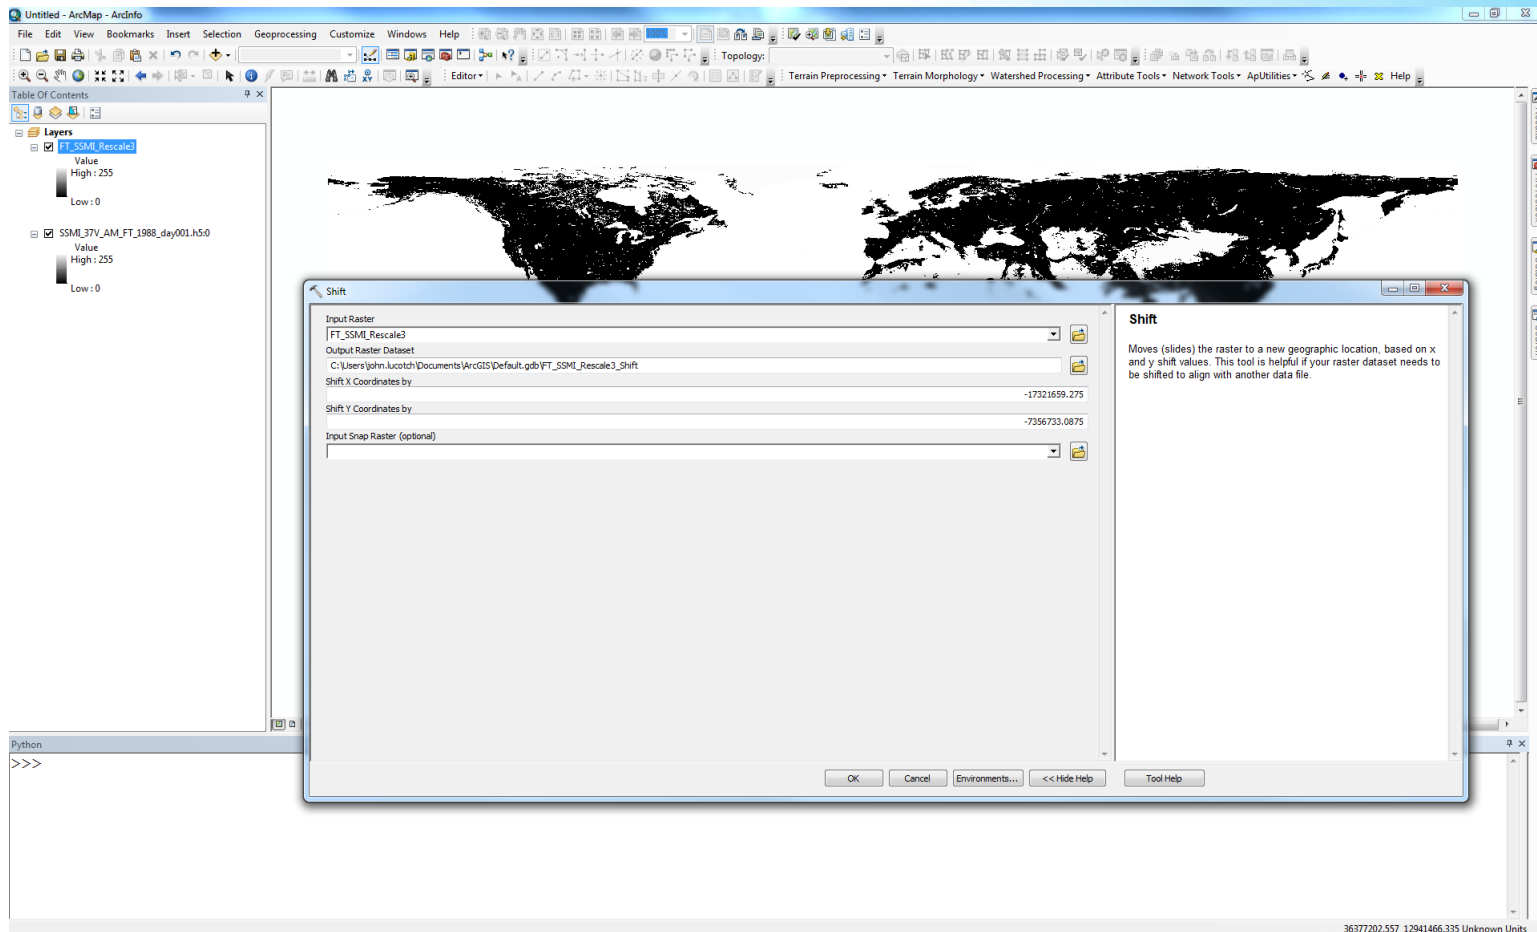 Untitled - ArcMap - ArcInfo
File Edit View Bookmarks Insert Selection Geoprocessing Customize Windows Help 100%
Topology:
Editor Terrain Preprocessing Terrain Morphology Watershed Processing Attribute Tools Network Tools ApUtilities Help
Table Of Contents
Layers
FT_SSMI_Rescale3
Value
High : 255
Low : 0
SSMI_37V_AM_FT_1988_day001.h5:0
Value
High : 255
Low : 0
Shift
Input Raster
FT_SSMI_Rescale3
Output Raster Dataset
C:\Users\john.lucotch\Documents\ArcGIS\Default.gdb\FT_SSMI_Rescale3_Shift
Shift X Coordinates by
-17321659.275
Shift Y Coordinates by
-7356733.0875
Input Snap Raster (optional)
Shift
Moves (slides) the raster to a new geographic location, based on x
and y shift values. This tool is helpful if your raster dataset needs to
be shifted to align with another data file.
OK Cancel Environments... << Hide Help Tool Help
Python
>>>
36377202.557 12941466.335 Unknown Units